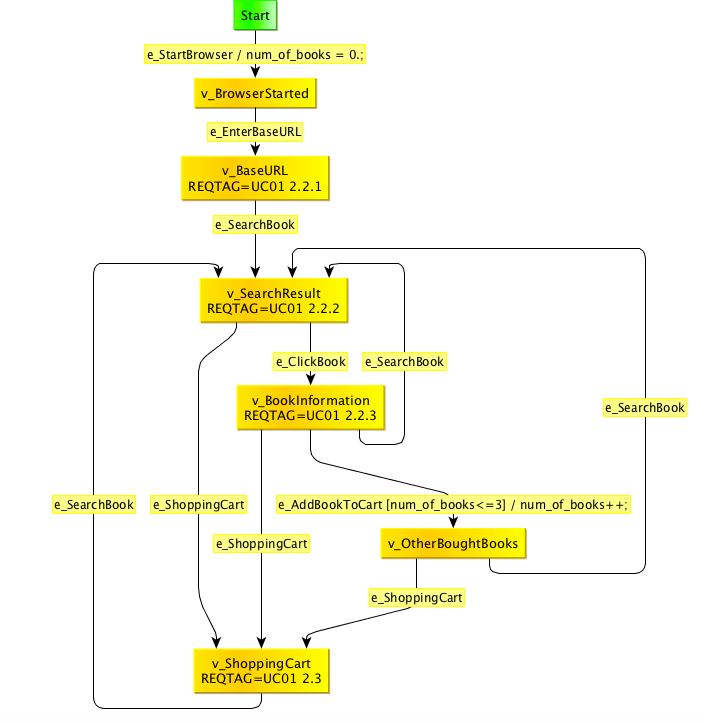 Start
e_StartBrowser / num_of_books = 0.;
v_BrowserStarted
e_EnterBaseURL
v_BaseURL
REQTAG=UC01 2.2.1
e_SearchBook
v_SearchResult
REQTAG=UC01 2.2.2
e_ClickBook
e_SearchBook
v_BookInformation
REQTAG=UC01 2.2.3
e_SearchBook
e_SearchBook
e_ShoppingCart
e_AddBookToCart [num_of_books<=3] / num_of_books++;
e_ShoppingCart
v_OtherBoughtBooks
e_ShoppingCart
v_ShoppingCart
REQTAG=UC01 2.3